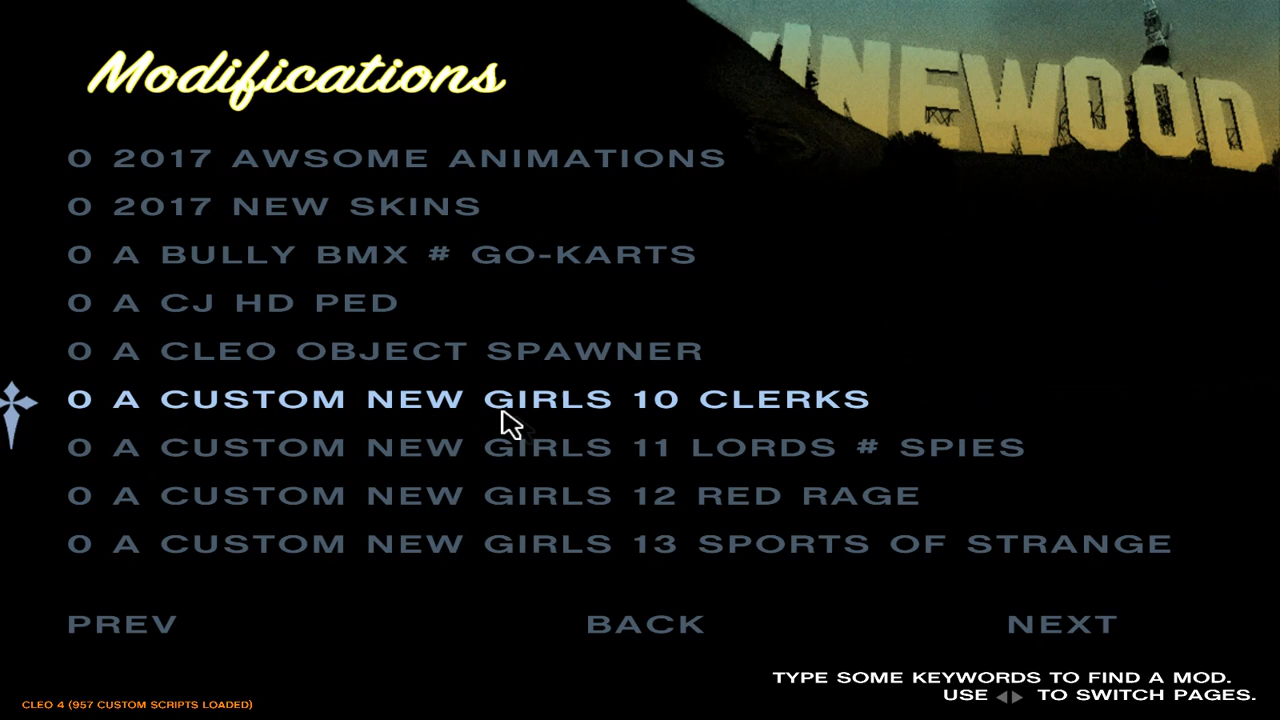 Modifications
VINEWOOD
0 2017 AWSOME ANIMATIONS
0 2017 NEW SKINS
0 A BULLY BMX # GO-KARTS
0 A CJ HD PED
0 A CLEO OBJECT SPAWNER
0 A CUSTOM NEW GIRLS 10 CLERKS
0 A CUSTOM NEW GIRLS 11 LORDS # SPIES
0 A CUSTOM NEW GIRLS 12 RED RAGE
0 A CUSTOM NEW GIRLS 13 SPORTS OF STRANGE
PREV BACK NEXT
TYPE SOME KEYWORDS TO FIND A MOD.
USE ◀▶ TO SWITCH PAGES.
CLEO 4 (957 CUSTOM SCRIPTS LOADED)